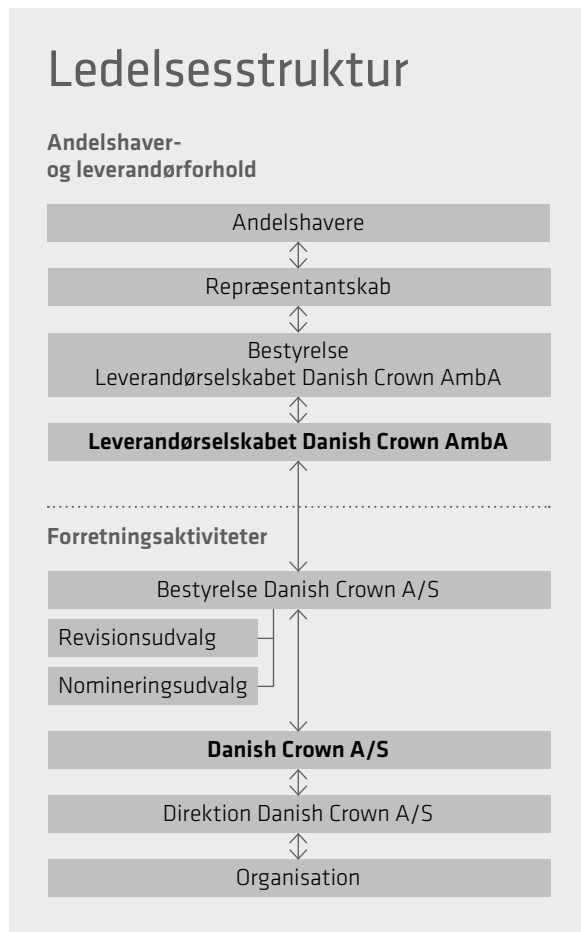 Ledelsesstruktur
Andelshaver-
og leverandørforhold
Andelshavere
Repræsentantskab
Bestyrelse
Leverandørselskabet Danish Crown AmbA
Leverandørselskabet Danish Crown AmbA
Forretningsaktiviteter
Bestyrelse Danish Crown A/S
Revisionsudvalg
Nomineringsudvalg
Danish Crown A/S
Direktion Danish Crown A/S
Organisation